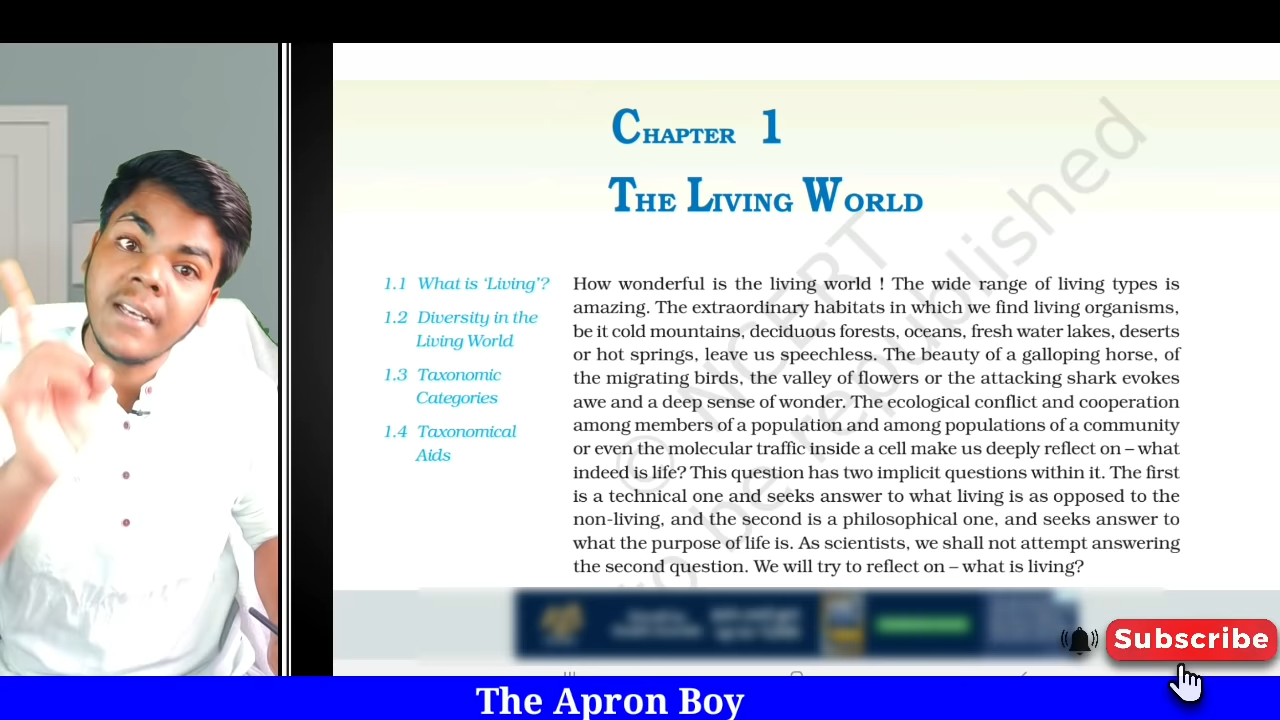 CHAPTER 1
THE LIVING WORLD
1.1 What is ‘Living’?
1.2 Diversity in the
Living World
1.3 Taxonomic
Categories
1.4 Taxonomical
Aids
How wonderful is the living world ! The wide range of living types is
amazing. The extraordinary habitats in which we find living organisms,
be it cold mountains, deciduous forests, oceans, fresh water lakes, deserts
or hot springs, leave us speechless. The beauty of a galloping horse, of
the migrating birds, the valley of flowers or the attacking shark evokes
awe and a deep sense of wonder. The ecological conflict and cooperation
among members of a population and among populations of a community
or even the molecular traffic inside a cell make us deeply reflect on – what
indeed is life? This question has two implicit questions within it. The first
is a technical one and seeks answer to what living is as opposed to the
non-living, and the second is a philosophical one, and seeks answer to
what the purpose of life is. As scientists, we shall not attempt answering
the second question. We will try to reflect on – what is living?
© NCERT
to be republished
Subscribe
The Apron Boy